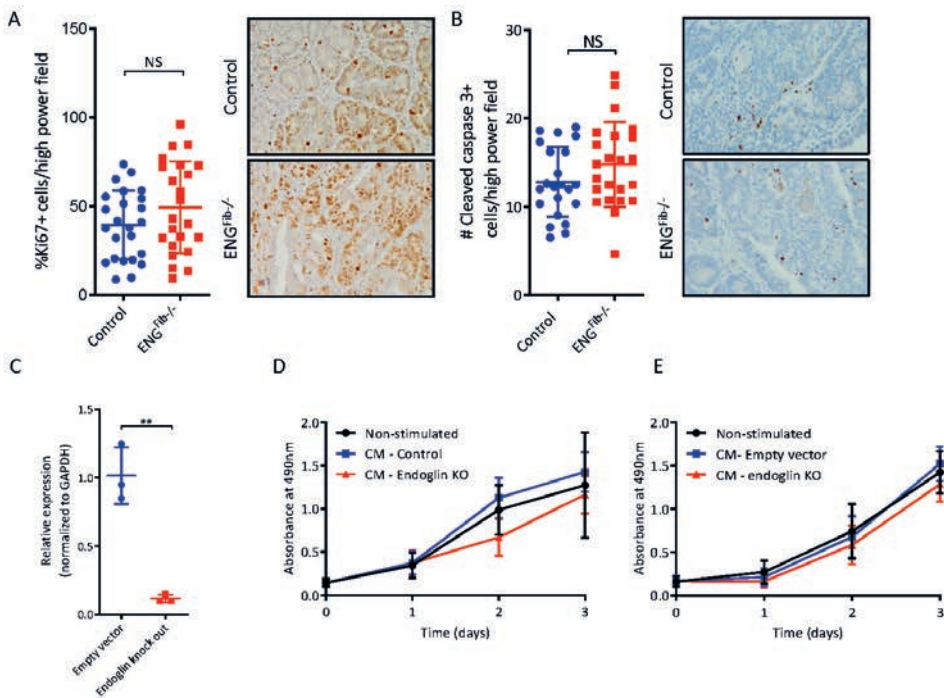 A
%Ki67+ cells/high power field
150
100
50
0
NS
Control
ENGFib-/-
Control
ENGFib-/-
B
# Cleaved caspase 3+
cells/high power field
30
20
10
0
NS
Control
ENGFib-/-
Control
ENGFib-/-
C
Relative expression
(normalized to GAPDH)
1.5
1.0
0.5
0.0
**
Empty vector
Endoglin knock out
D
Absorbance at 490nm
2.0
1.5
1.0
0.5
0.0
Non-stimulated
CM - Control
CM - Endoglin KO
0 1 2 3
Time (days)
E
Absorbance at 490nm
2.0
1.5
1.0
0.5
0.0
Non-stimulated
CM- Empty vector
CM - endoglin KO
0 1 2 3
Time (days)